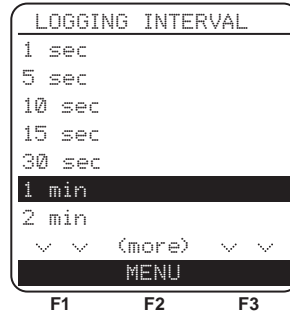 LOGGING INTERVAL
1 sec
5 sec
10 sec
15 sec
30 sec
1 min
2 min
(more)
MENU
F1 F2 F3